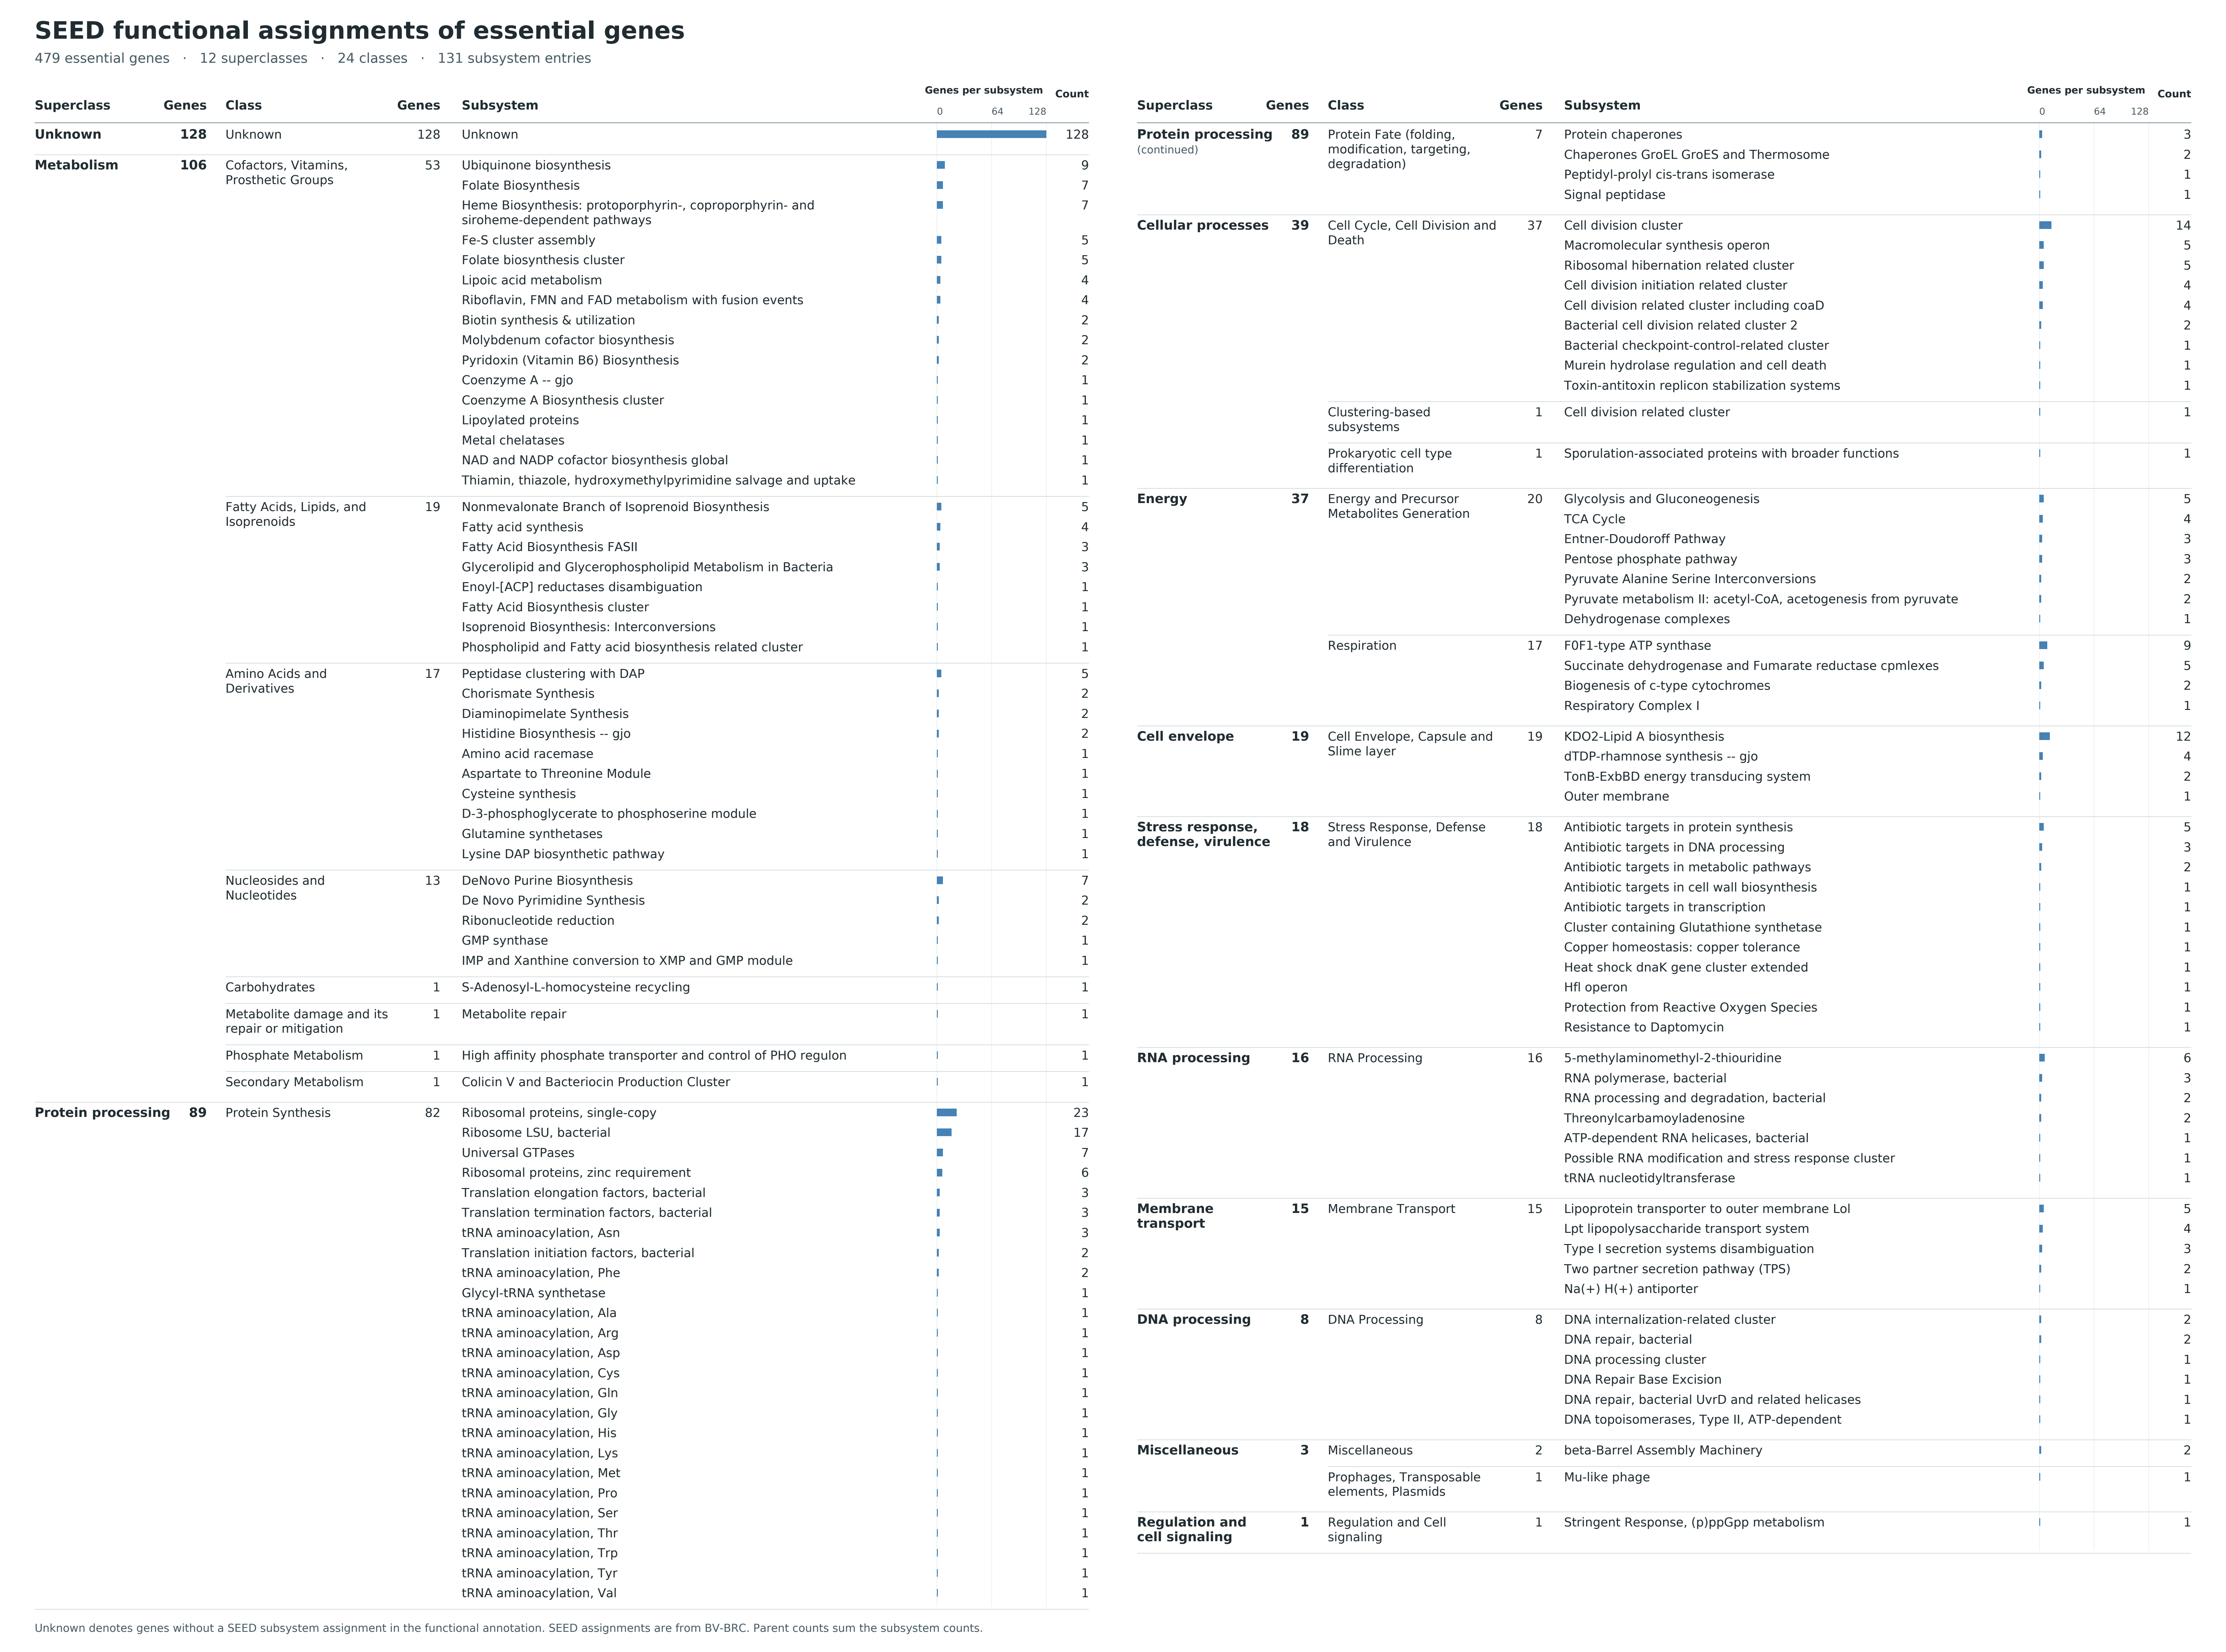 SEED functional assignments of essential genes
479 essential genes · 12 superclasses · 24 classes · 131 subsystem entries
Superclass Genes Class Genes Subsystem Genes per subsystem Count
0 64 128
Unknown 128 Unknown 128 Unknown 128
Metabolism 106 Cofactors, Vitamins, 53 Ubiquinone biosynthesis 9
Prosthetic Groups Folate Biosynthesis 7
Heme Biosynthesis: protoporphyrin-, coproporphyrin- and 7
siroheme-dependent pathways
Fe-S cluster assembly 5
Folate biosynthesis cluster 5
Lipoic acid metabolism 4
Riboflavin, FMN and FAD metabolism with fusion events 4
Biotin synthesis & utilization 2
Molybdenum cofactor biosynthesis 2
Pyridoxin (Vitamin B6) Biosynthesis 2
Coenzyme A -- gjo 1
Coenzyme A Biosynthesis cluster 1
Lipoylated proteins 1
Metal chelatases 1
NAD and NADP cofactor biosynthesis global 1
Thiamin, thiazole, hydroxymethylpyrimidine salvage and uptake 1
Fatty Acids, Lipids, and 19 Nonmevalonate Branch of Isoprenoid Biosynthesis 5
Isoprenoids Fatty acid synthesis 4
Fatty Acid Biosynthesis FASII 3
Glycerolipid and Glycerophospholipid Metabolism in Bacteria 3
Enoyl-[ACP] reductases disambiguation 1
Fatty Acid Biosynthesis cluster 1
Isoprenoid Biosynthesis: Interconversions 1
Phospholipid and Fatty acid biosynthesis related cluster 1
Amino Acids and 17 Peptidase clustering with DAP 5
Derivatives Chorismate Synthesis 2
Diaminopimelate Synthesis 2
Histidine Biosynthesis -- gjo 2
Amino acid racemase 1
Aspartate to Threonine Module 1
Cysteine synthesis 1
D-3-phosphoglycerate to phosphoserine module 1
Glutamine synthetases 1
Lysine DAP biosynthetic pathway 1
Nucleosides and 13 DeNovo Purine Biosynthesis 7
Nucleotides De Novo Pyrimidine Synthesis 2
Ribonucleotide reduction 2
GMP synthase 1
IMP and Xanthine conversion to XMP and GMP module 1
Carbohydrates 1 S-Adenosyl-L-homocysteine recycling 1
Metabolite damage and its 1 Metabolite repair 1
repair or mitigation
Phosphate Metabolism 1 High affinity phosphate transporter and control of PHO regulon 1
Secondary Metabolism 1 Colicin V and Bacteriocin Production Cluster 1
Protein processing 89 Protein Synthesis 82 Ribosomal proteins, single-copy 23
Ribosome LSU, bacterial 17
Universal GTPases 7
Ribosomal proteins, zinc requirement 6
Translation elongation factors, bacterial 3
Translation termination factors, bacterial 3
tRNA aminoacylation, Asn 3
Translation initiation factors, bacterial 2
tRNA aminoacylation, Phe 2
Glycyl-tRNA synthetase 1
tRNA aminoacylation, Ala 1
tRNA aminoacylation, Arg 1
tRNA aminoacylation, Asp 1
tRNA aminoacylation, Cys 1
tRNA aminoacylation, Gln 1
tRNA aminoacylation, Gly 1
tRNA aminoacylation, His 1
tRNA aminoacylation, Lys 1
tRNA aminoacylation, Met 1
tRNA aminoacylation, Pro 1
tRNA aminoacylation, Ser 1
tRNA aminoacylation, Thr 1
tRNA aminoacylation, Trp 1
tRNA aminoacylation, Tyr 1
tRNA aminoacylation, Val 1
Superclass Genes Class Genes Subsystem Genes per subsystem Count
0 64 128
Protein processing 89 Protein Fate (folding, 7 Protein chaperones 3
(continued) modification, targeting, Chaperones GroEL GroES and Thermosome 2
degradation) Peptidyl-prolyl cis-trans isomerase 1
Signal peptidase 1
Cellular processes 39 Cell Cycle, Cell Division and 37 Cell division cluster 14
Death Macromolecular synthesis operon 5
Ribosomal hibernation related cluster 5
Cell division initiation related cluster 4
Cell division related cluster including coaD 4
Bacterial cell division related cluster 2 2
Bacterial checkpoint-control-related cluster 1
Murein hydrolase regulation and cell death 1
Toxin-antitoxin replicon stabilization systems 1
Clustering-based 1 Cell division related cluster 1
subsystems
Prokaryotic cell type 1 Sporulation-associated proteins with broader functions 1
differentiation
Energy 37 Energy and Precursor 20 Glycolysis and Gluconeogenesis 5
Metabolites Generation TCA Cycle 4
Entner-Doudoroff Pathway 3
Pentose phosphate pathway 3
Pyruvate Alanine Serine Interconversions 2
Pyruvate metabolism II: acetyl-CoA, acetogenesis from pyruvate 2
Dehydrogenase complexes 1
Respiration 17 F0F1-type ATP synthase 9
Succinate dehydrogenase and Fumarate reductase cpmlexes 5
Biogenesis of c-type cytochromes 2
Respiratory Complex I 1
Cell envelope 19 Cell Envelope, Capsule and 19 KDO2-Lipid A biosynthesis 12
Slime layer dTDP-rhamnose synthesis -- gjo 4
TonB-ExbBD energy transducing system 2
Outer membrane 1
Stress response, 18 Stress Response, Defense 18 Antibiotic targets in protein synthesis 5
defense, virulence and Virulence Antibiotic targets in DNA processing 3
Antibiotic targets in metabolic pathways 2
Antibiotic targets in cell wall biosynthesis 1
Antibiotic targets in transcription 1
Cluster containing Glutathione synthetase 1
Copper homeostasis: copper tolerance 1
Heat shock dnaK gene cluster extended 1
Hfl operon 1
Protection from Reactive Oxygen Species 1
Resistance to Daptomycin 1
RNA processing 16 RNA Processing 16 5-methylaminomethyl-2-thiouridine 6
RNA polymerase, bacterial 3
RNA processing and degradation, bacterial 2
Threonylcarbamoyladenosine 2
ATP-dependent RNA helicases, bacterial 1
Possible RNA modification and stress response cluster 1
tRNA nucleotidyltransferase 1
Membrane 15 Membrane Transport 15 Lipoprotein transporter to outer membrane Lol 5
transport Lpt lipopolysaccharide transport system 4
Type I secretion systems disambiguation 3
Two partner secretion pathway (TPS) 2
Na(+) H(+) antiporter 1
DNA processing 8 DNA Processing 8 DNA internalization-related cluster 2
DNA repair, bacterial 2
DNA processing cluster 1
DNA Repair Base Excision 1
DNA repair, bacterial UvrD and related helicases 1
DNA topoisomerases, Type II, ATP-dependent 1
Miscellaneous 3 Miscellaneous 2 beta-Barrel Assembly Machinery 2
Prophages, Transposable 1 Mu-like phage 1
elements, Plasmids
Regulation and 1 Regulation and Cell 1 Stringent Response, (p)ppGpp metabolism 1
cell signaling signaling
Unknown denotes genes without a SEED subsystem assignment in the functional annotation. SEED assignments are from BV-BRC. Parent counts sum the subsystem counts.